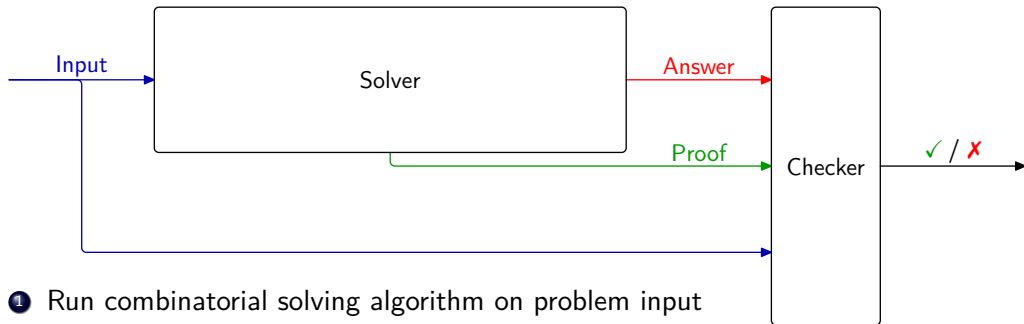 Input
Solver
Answer
Proof
Checker
✓ / ✗
1 Run combinatorial solving algorithm on problem input